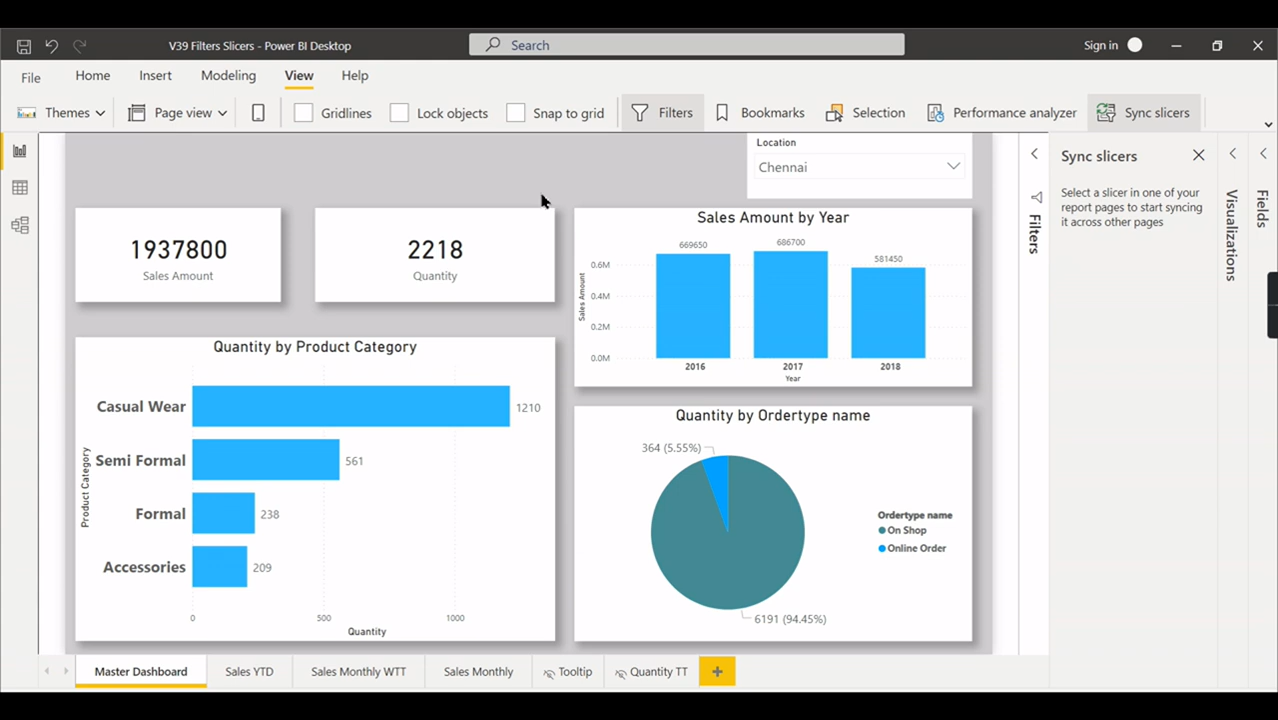 V39 Filters Slicers - Power BI Desktop
Search
Sign in
File
Home
Insert
Modeling
View
Help
Themes
Page view
Gridlines
Lock objects
Snap to grid
Filters
Bookmarks
Selection
Performance analyzer
Sync slicers
Location
Chennai
1937800
Sales Amount
2218
Quantity
Sales Amount by Year
669650
686700
581450
0.6M
0.4M
0.2M
0.0M
Sales Amount
2016
2017
2018
Year
Quantity by Product Category
Product Category
Casual Wear
1210
Semi Formal
561
Formal
238
Accessories
209
0
500
1000
Quantity
Quantity by Ordertype name
364 (5.55%)
6191 (94.45%)
Ordertype name
On Shop
Online Order
Filters
Sync slicers
Select a slicer in one of your
report pages to start syncing
it across other pages
Visualizations
Fields
Master Dashboard
Sales YTD
Sales Monthly WTT
Sales Monthly
Tooltip
Quantity TT